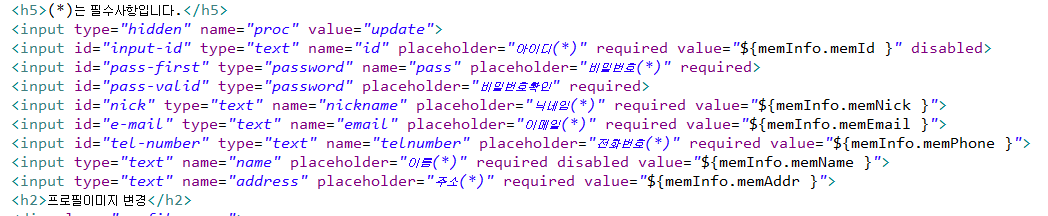 <h5>(*)는 필수사항입니다.</h5>
<input type="hidden" name="proc" value="update">
<input id="input-id" type="text" name="id" placeholder="아이디(*)" required value="${memInfo.memId }" disabled>
<input id="pass-first" type="password" name="pass" placeholder="비밀번호(*)" required>
<input id="pass-valid" type="password" placeholder="비밀번호확인" required>
<input id="nick" type="text" name="nickname" placeholder="닉네임(*)" required value="${memInfo.memNick }">
<input id="e-mail" type="text" name="email" placeholder="이메일(*)" required value="${memInfo.memEmail }">
<input id="tel-number" type="text" name="telnumber" placeholder="전화번호(*)" required value="${memInfo.memPhone }>
<input type="text" name="name" placeholder="이름(*)" required disabled value="${memInfo.memName }">
<input type="text" name="address" placeholder="주소(*)" required value="${memInfo.memAddr }">
<h2>프로필이미지 변경</h2>